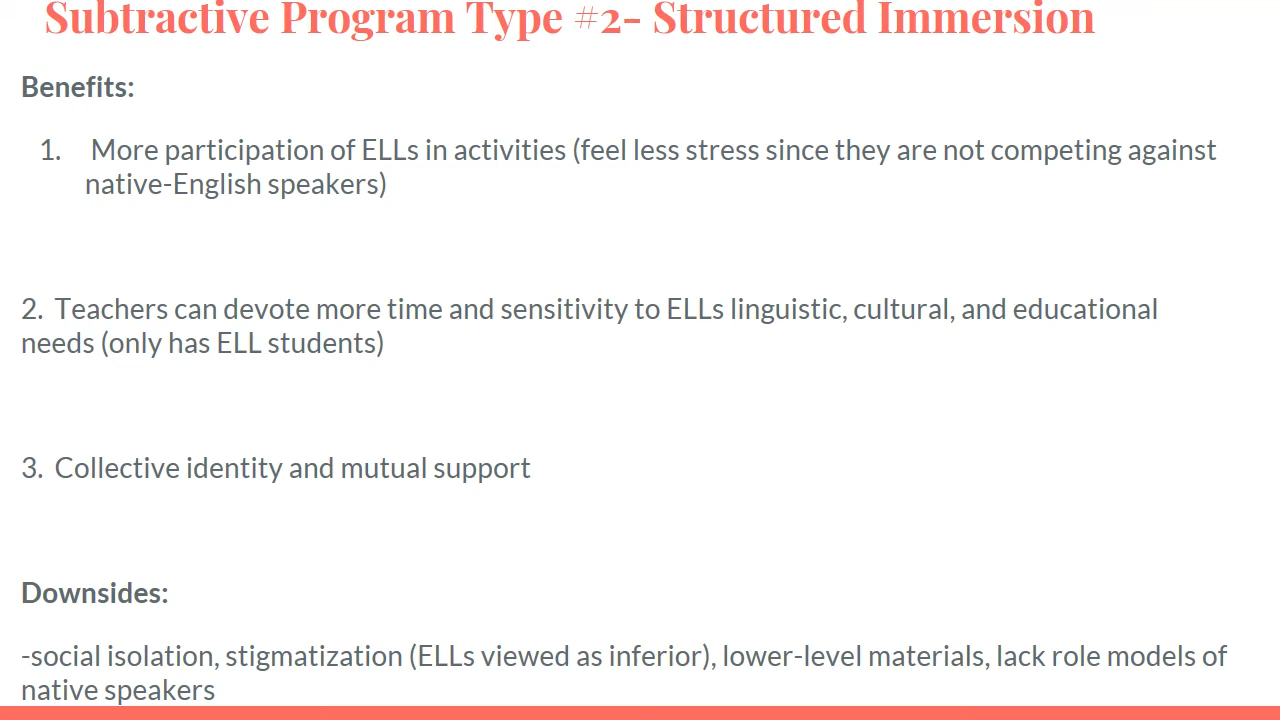 Subtractive Program Type #2- Structured Immersion
Benefits:
1. More participation of ELLs in activities (feel less stress since they are not competing against
native-English speakers)
2. Teachers can devote more time and sensitivity to ELLs linguistic, cultural, and educational
needs (only has ELL students)
3. Collective identity and mutual support
Downsides:
-social isolation, stigmatization (ELLs viewed as inferior), lower-level materials, lack role models of
native speakers